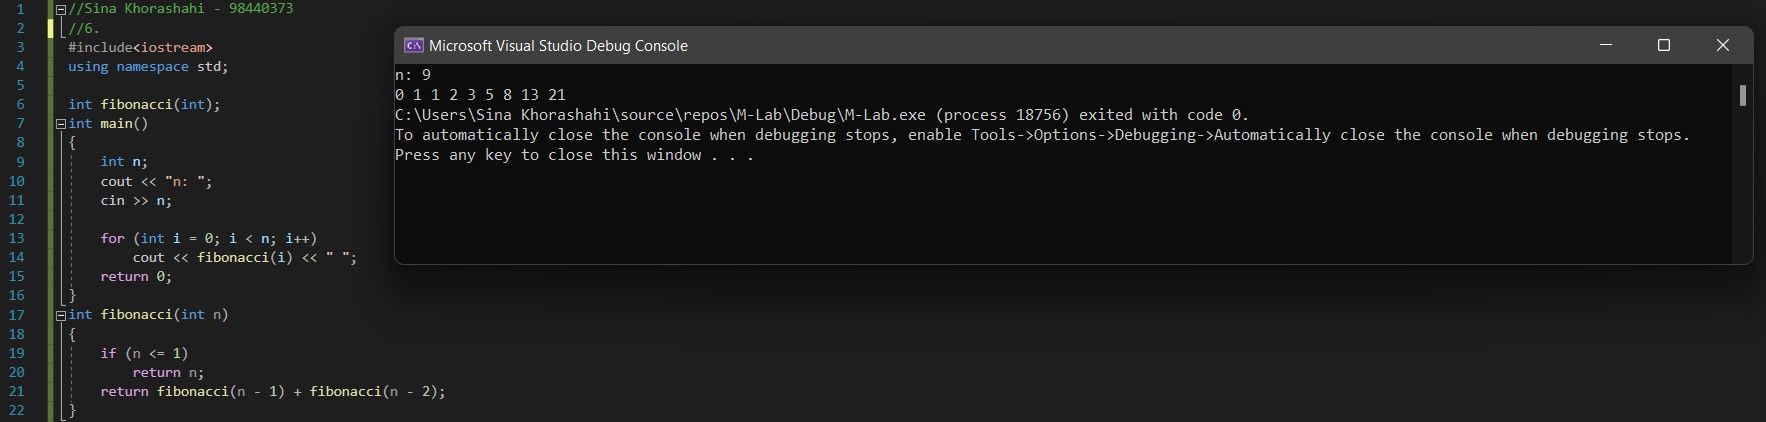 1 //Sina Khorashahi - 98440373
2 //6.
3 #include<iostream>
4 using namespace std;
5
6 int fibonacci(int);
7 int main()
8 {
9 int n;
10 cout << "n: ";
11 cin >> n;
12
13 for (int i = 0; i < n; i++)
14 cout << fibonacci(i) << " ";
15 return 0;
16 }
17 int fibonacci(int n)
18 {
19 if (n <= 1)
20 return n;
21 return fibonacci(n - 1) + fibonacci(n - 2);
22 }
C:\ Microsoft Visual Studio Debug Console
n: 9
0 1 1 2 3 5 8 13 21
C:\Users\Sina Khorashahi\source\repos\M-Lab\Debug\M-Lab.exe (process 18756) exited with code 0.
To automatically close the console when debugging stops, enable Tools->Options->Debugging->Automatically close the console when debugging stops.
Press any key to close this window . . .